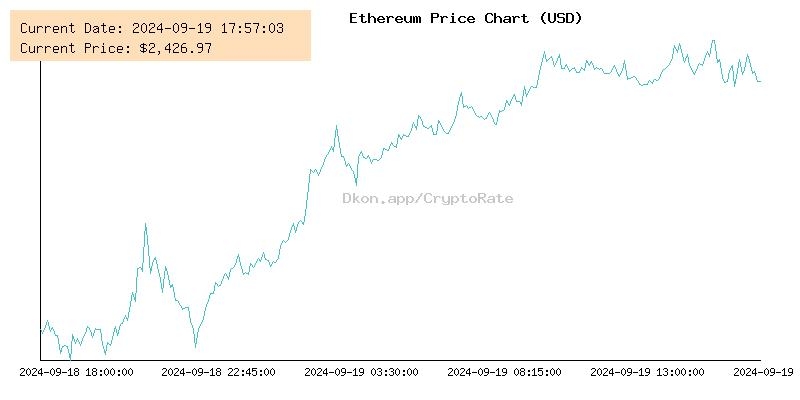 Ethereum Price Chart (USD)
Current Date: 2024-09-19 17:57:03
Current Price: $2,426.97
Dkon.app/CryptoRate
2024-09-18 18:00:00 2024-09-18 22:45:00 2024-09-19 03:30:00 2024-09-19 08:15:00 2024-09-19 13:00:00 2024-09-19